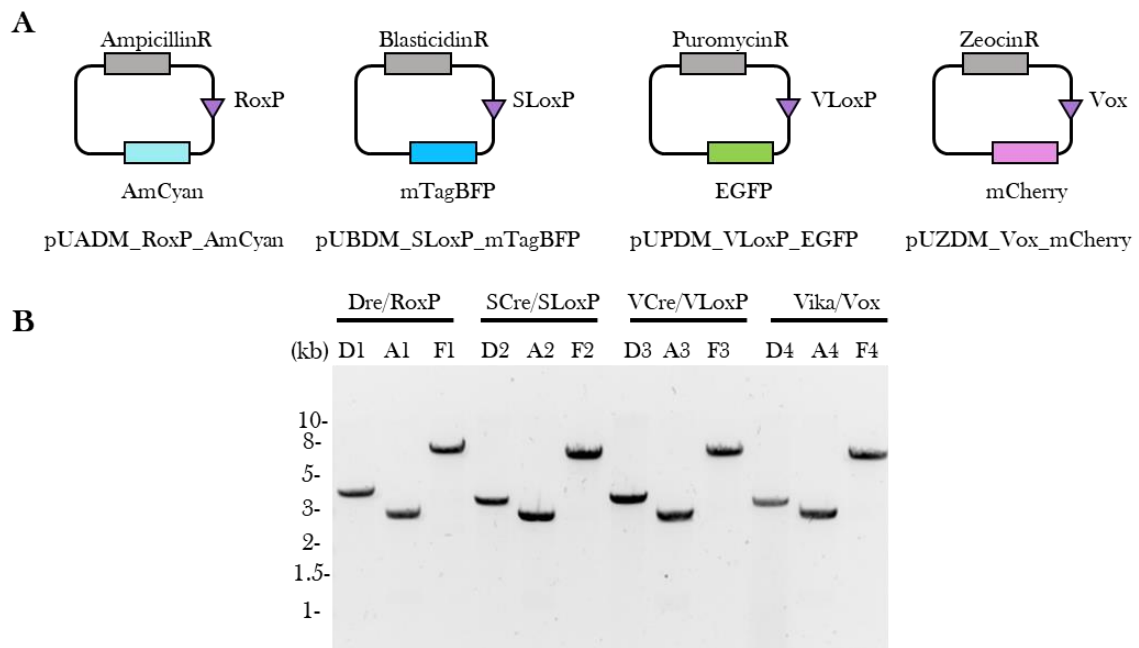 A
AmpicillinR BlasticidinR PuromycinR ZeocinR
RoxP SLoxP VLoxP Vox
AmCyan mTagBFP EGFP mCherry
pUADM_RoxP_AmCyan pUBDM_SLoxP_mTagBFP pUPDM_VLoxP_EGFP pUZDM_Vox_mCherry
B
Dre/RoxP SCre/SLoxP VCre/VLoxP Vika/Vox
(kb) D1 A1 F1 D2 A2 F2 D3 A3 F3 D4 A4 F4
10-
8-
5-
3-
2-
1.5-
1-